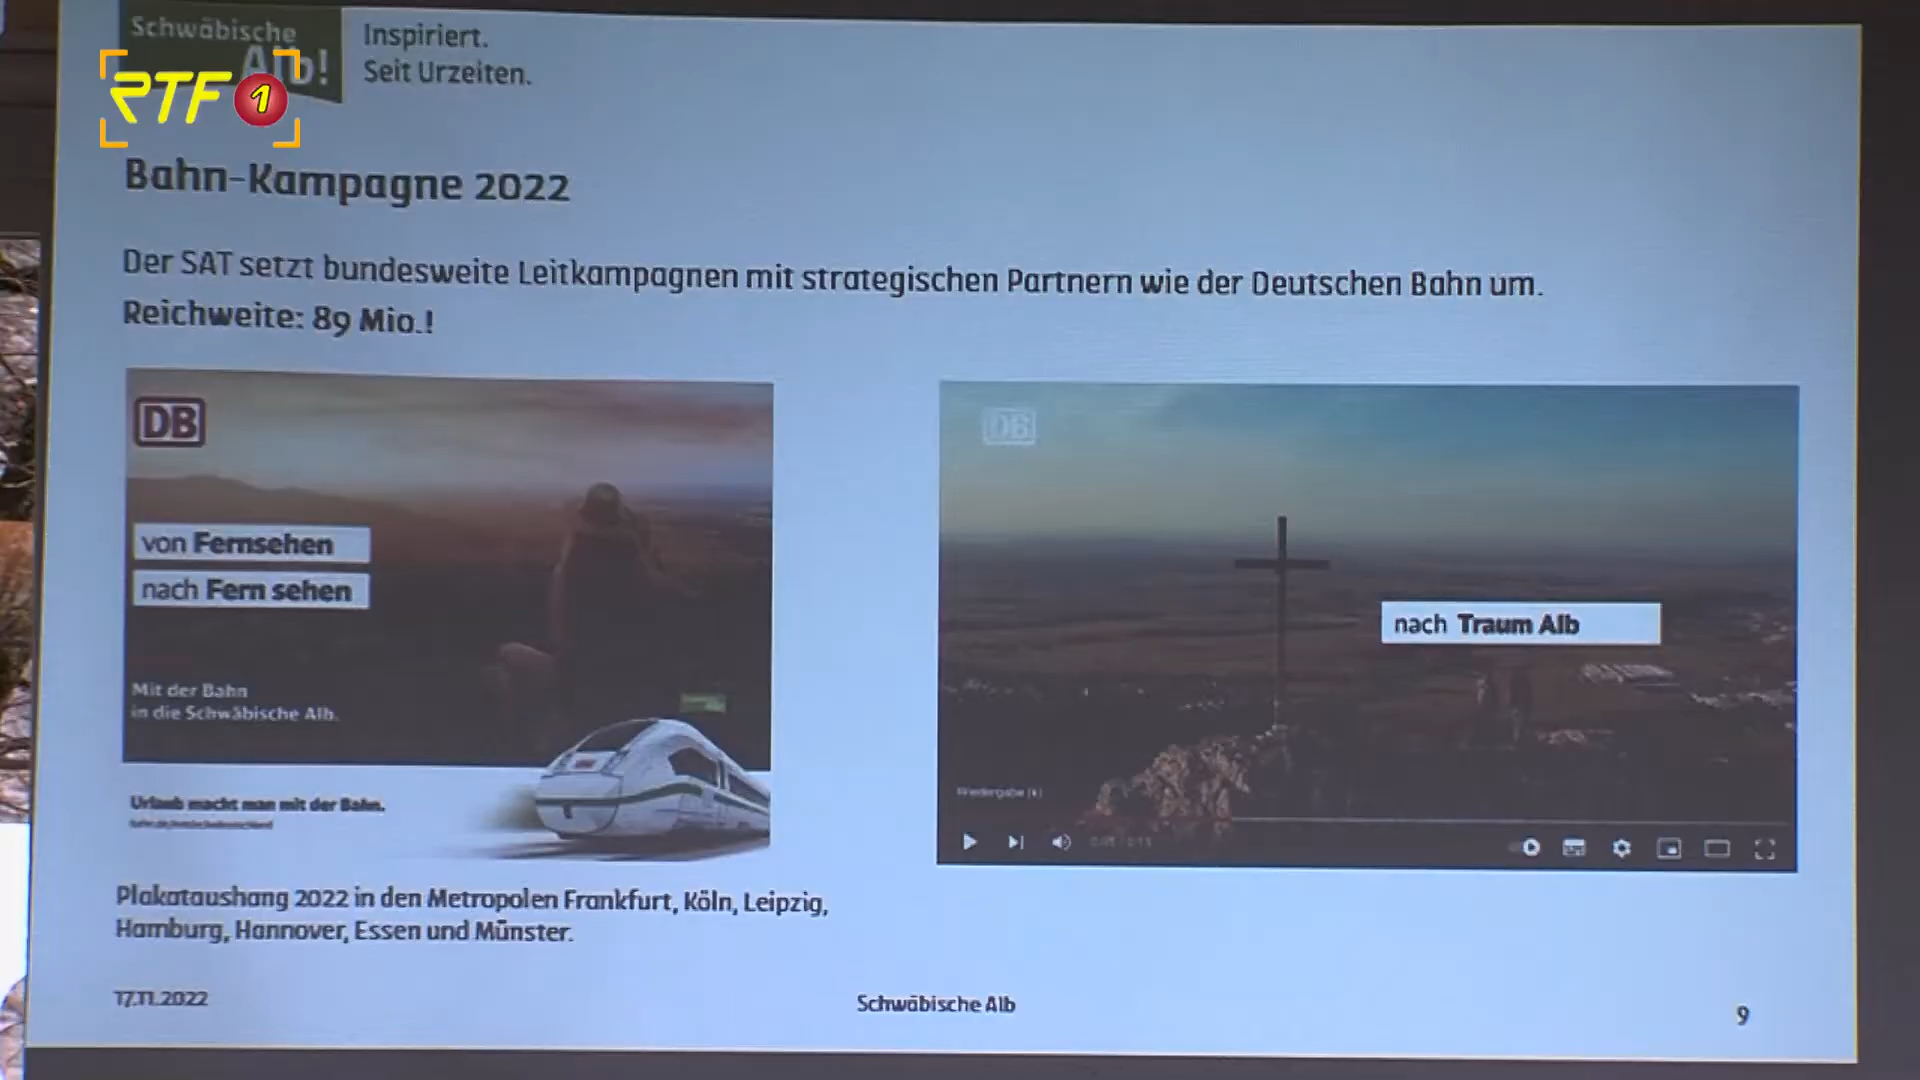 Schwäbische
Alb!
Inspiriert.
Seit Urzeiten.
RTF 1
Bahn-Kampagne 2022
Der SAT setzt bundesweite Leitkampagnen mit strategischen Partnern wie der Deutschen Bahn um.
Reichweite: 89 Mio.!
DB
von Fernsehen
nach Fern sehen
Mit der Bahn
in die Schwäbische Alb.
Urlaub macht man mit der Bahn.
DB
nach Traum Alb
Wiedergabe (k)
Plakataushang 2022 in den Metropolen Frankfurt, Köln, Leipzig,
Hamburg, Hannover, Essen und Münster.
17.11.2022
Schwäbische Alb
9